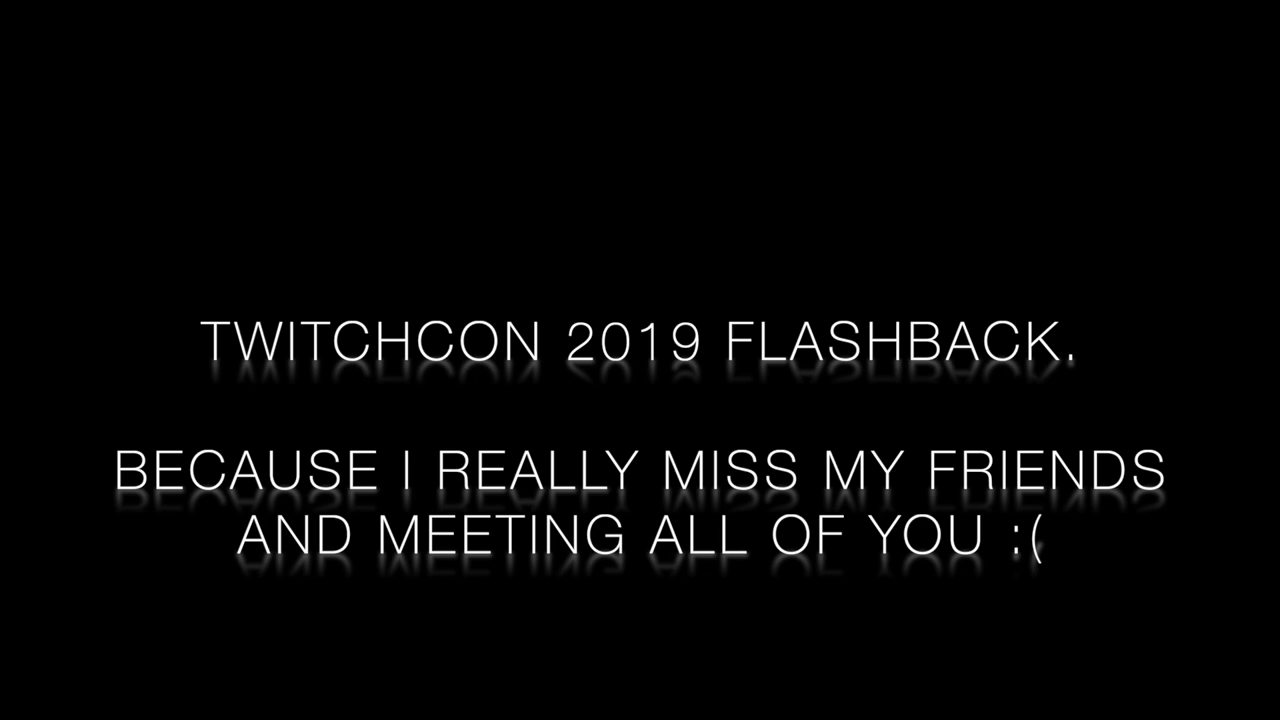 TWITCHCON 2019 FLASHBACK.
BECAUSE I REALLY MISS MY FRIENDS
AND MEETING ALL OF YOU :(